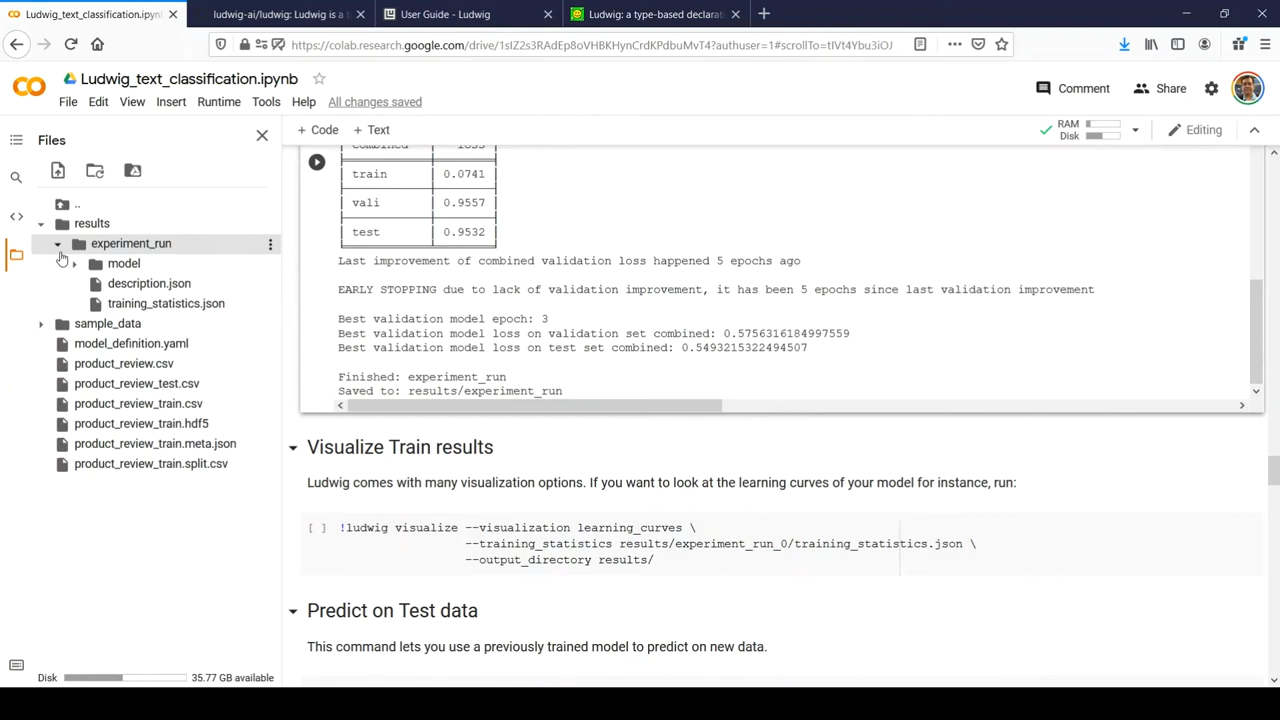 Ludwig_text_classification.ipynb
ludwig-ai/ludwig: Ludwig is a t
User Guide - Ludwig
Ludwig: a type-based declarati
https://colab.research.google.com/drive/1sIZ2s3RAdEp8oVHBKHynCrdKPdbuMvT4?authuser=1#scrollTo=tIVt4Ybu3iOJ
CO
Ludwig_text_classification.ipynb
File Edit View Insert Runtime Tools Help All changes saved
Comment Share
Files
+ Code + Text
RAM
Disk
Editing
..
results
experiment_run
model
description.json
training_statistics.json
sample_data
model_definition.yaml
product_review.csv
product_review_test.csv
product_review_train.csv
product_review_train.hdf5
product_review_train.meta.json
product_review_train.split.csv
Disk 35.77 GB available
combined loss
train 0.0741
vali 0.9557
test 0.9532
Last improvement of combined validation loss happened 5 epochs ago
EARLY STOPPING due to lack of validation improvement, it has been 5 epochs since last validation improvement
Best validation model epoch: 3
Best validation model loss on validation set combined: 0.5756316184997559
Best validation model loss on test set combined: 0.5493215322494507
Finished: experiment_run
Saved to: results/experiment_run
Visualize Train results
Ludwig comes with many visualization options. If you want to look at the learning curves of your model for instance, run:
[ ] !ludwig visualize --visualization learning_curves \
--training_statistics results/experiment_run_0/training_statistics.json \
--output_directory results/
Predict on Test data
This command lets you use a previously trained model to predict on new data.